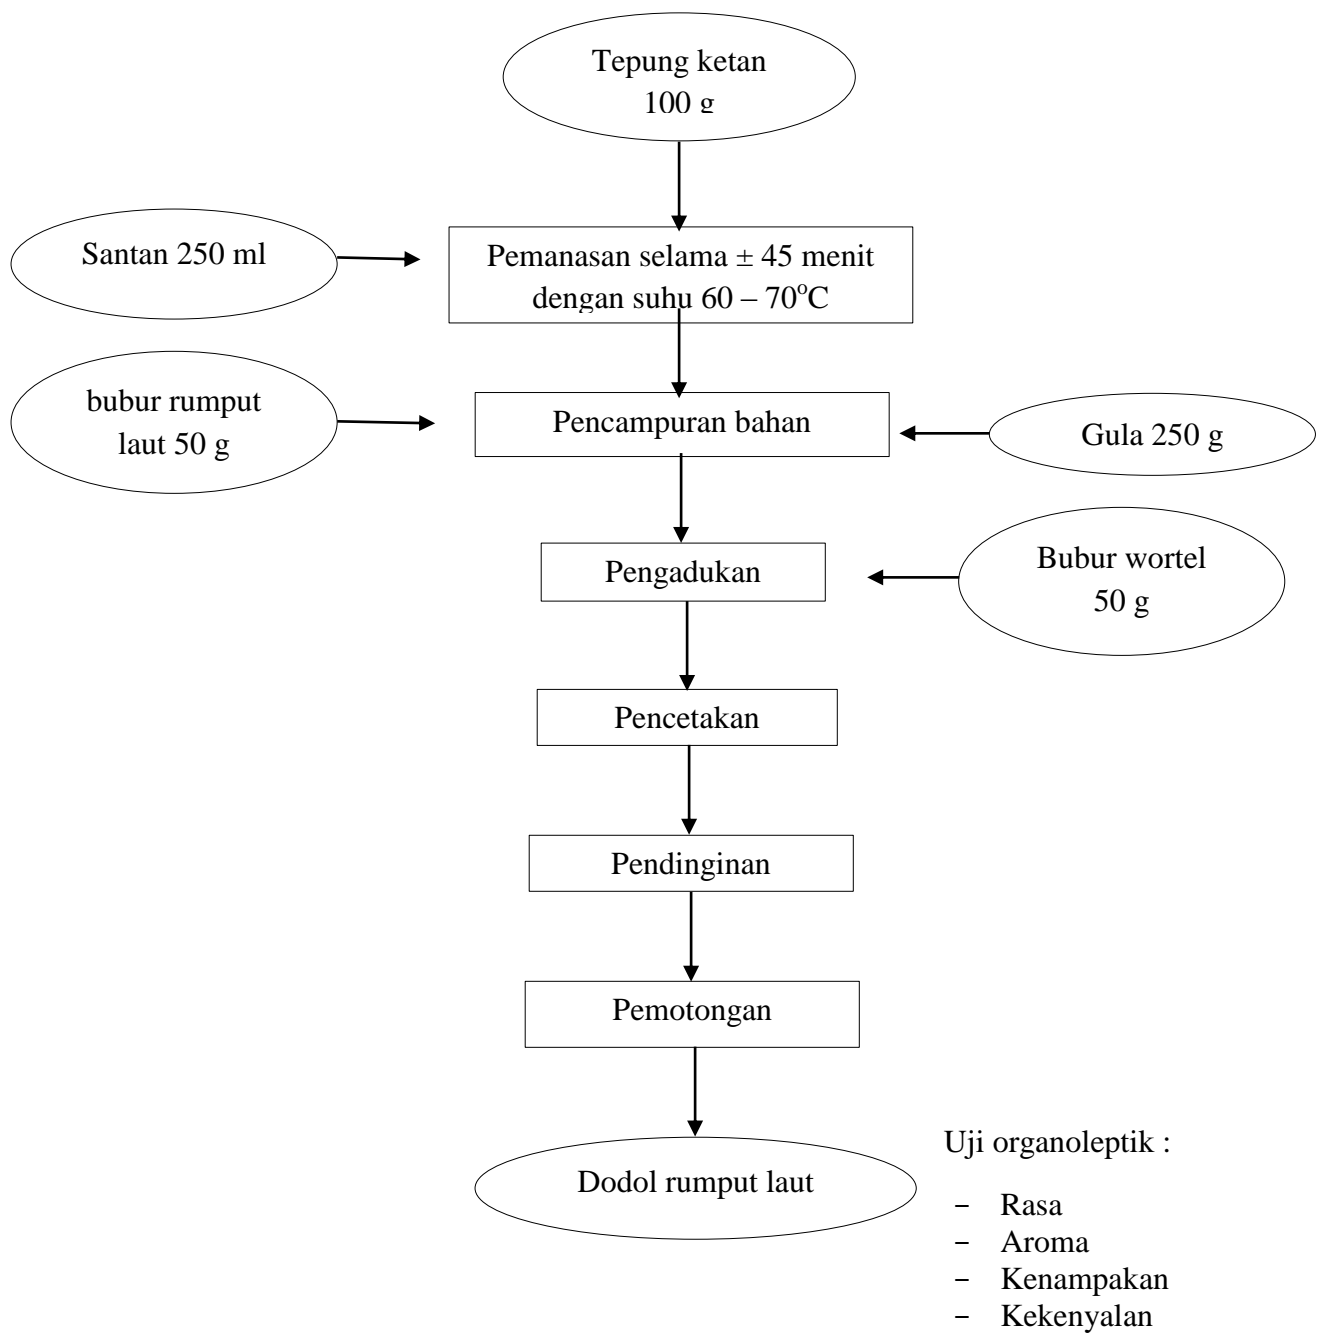 Tepung ketan
100 g
Santan 250 ml
Pemanasan selama ± 45 menit
dengan suhu 60 – 70°C
bubur rumput
laut 50 g
Pencampuran bahan
Gula 250 g
Pengadukan
Bubur wortel
50 g
Pencetakan
Pendinginan
Pemotongan
Dodol rumput laut
Uji organoleptik :
- Rasa
- Aroma
- Kenampakan
- Kekenyalan